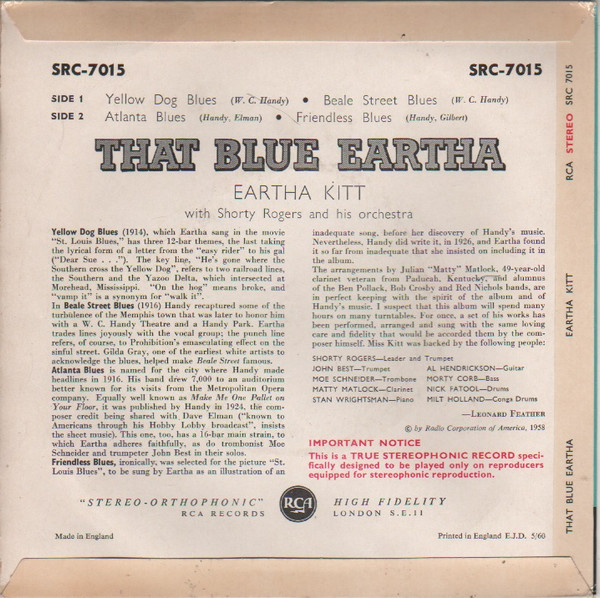 SRC-7015 SRC-7015
SIDE 1 Yellow Dog Blues (W. C. Handy) • Beale Street Blues (W. C. Handy)
SIDE 2 Atlanta Blues (Handy, Elman) • Friendless Blues (Handy, Gilbert)
THAT BLUE EARTHA
EARTHA KITT
with Shorty Rogers and his orchestra
Yellow Dog Blues (1914), which Eartha sang in the movie
"St. Louis Blues," has three 12-bar themes, the last taking
the lyrical form of a letter from the "easy rider" to his gal
("Dear Sue . . ."). The key line, "He's gone where the
Southern cross the Yellow Dog", refers to two railroad lines,
the Southern and the Yazoo Delta, which intersected at
Morehead, Mississippi. "On the hog" means broke, and
"vamp it" is a synonym for "walk it".
In Beale Street Blues (1916) Handy recaptured some of the
turbulence of the Memphis town that was later to honor him
with a W. C. Handy Theatre and a Handy Park. Eartha
trades lines joyously with the vocal group; the punch line
refers, of course, to Prohibition's emasculating effect on the
sinful street. Gilda Gray, one of the earliest white artists to
acknowledge the blues, helped make Beale Street famous.
Atlanta Blues is named for the city where Handy made
headlines in 1916. His band drew 7,000 to an auditorium
better known for its visits from the Metropolitan Opera
company. Equally well known as Make Me One Pallet on
Your Floor, it was published by Handy in 1924, the com-
poser credit being shared with Dave Elman ("known to
Americans through his Hobby Lobby broadcast", insists
the sheet music). This one, too, has a 16-bar main strain, to
which Eartha adheres faithfully, as do trombonist Moe
Schneider and trumpeter John Best in their solos.
Friendless Blues, ironically, was selected for the picture "St.
Louis Blues", to be sung by Eartha as an illustration of an
inadequate song, before her discovery of Handy's music.
Nevertheless, Handy did write it, in 1926, and Eartha found
it so far from inadequate that she insisted on including it in
the album.
The arrangements by Julian "Matty" Matlock, 49-year-old
clarinet veteran from Paducah, Kentucky, and alumnus
of the Ben Pollack, Bob Crosby and Red Nichols bands, are
in perfect keeping with the spirit of the album and of
Handy's music. I suspect that this album will spend many
hours on many turntables. For once, a set of his works has
been performed, arranged and sung with the same loving
care and fidelity that would be accorded them by the com-
poser himself. Miss Kitt was backed by the following people:
SHORTY ROGERS—Leader and Trumpet
JOHN BEST—Trumpet AL HENDRICKSON—Guitar
MOE SCHNEIDER—Trombone MORTY CORB—Bass
MATTY MATLOCK—Clarinet NICK FATOOL—Drums
STAN WRIGHTSMAN—Piano MILT HOLLAND—Conga Drums
—LEONARD FEATHER
© by Radio Corporation of America, 1958
IMPORTANT NOTICE
This is a TRUE STEREOPHONIC RECORD speci-
fically designed to be played only on reproducers
equipped for stereophonic reproduction.
"STEREO-ORTHOPHONIC" RCA HIGH FIDELITY
RCA RECORDS LONDON S.E.11
Made in England Printed in England E.J.D. 5/60
RCA STEREO SRC 7015
EARTHA KITT
THAT BLUE EARTHA